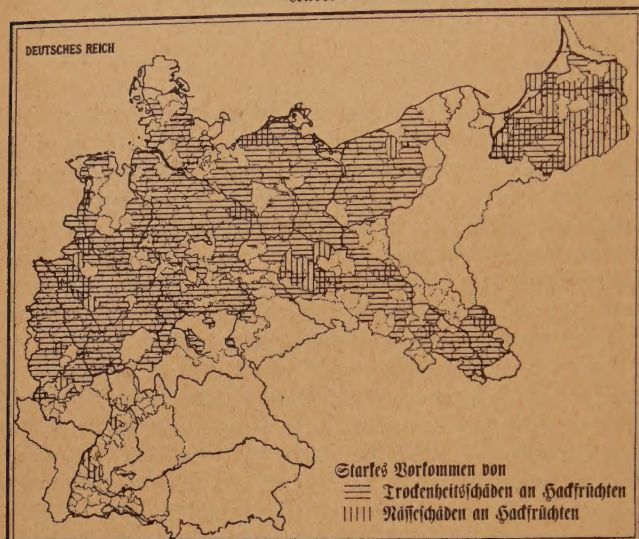 DEUTSCHES REICH
Starkes Vorkommen von
Trockenheitsschäden an Hackfrüchten
Nässeschäden an Hackfrüchten